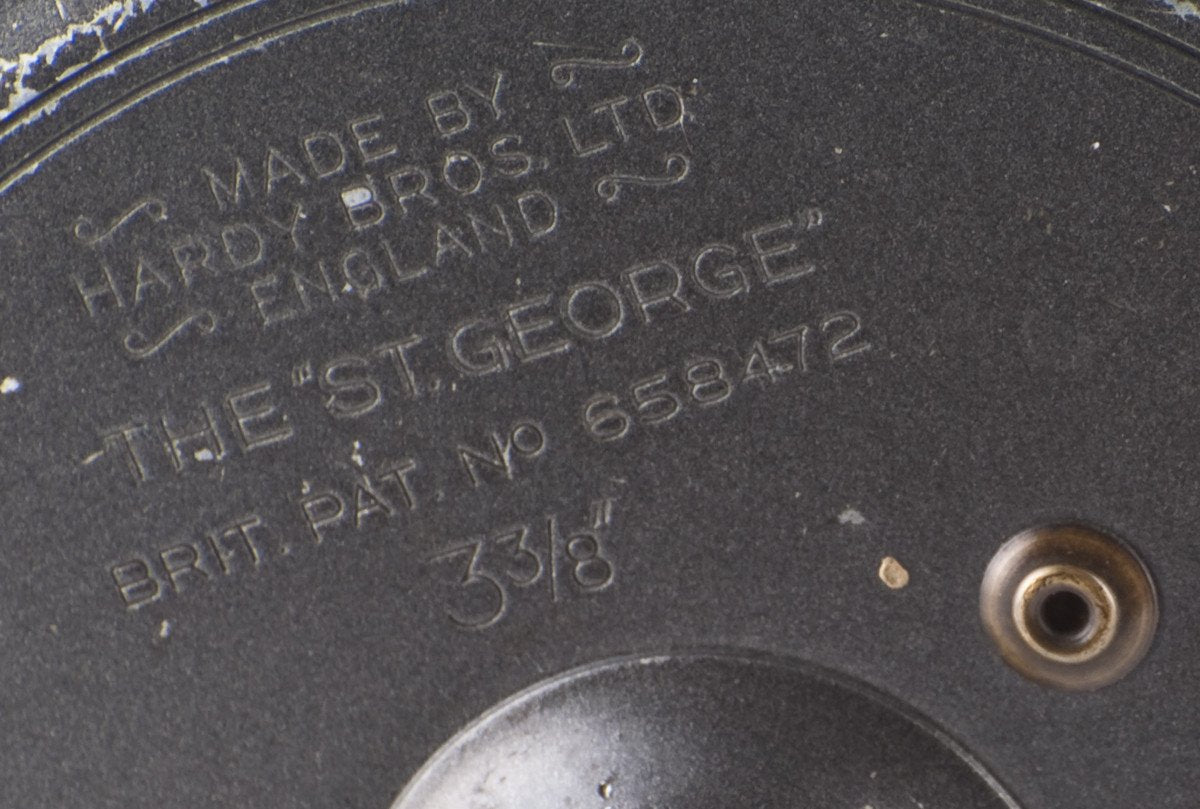 MADE BY
HARDY BROS. LTD.
ENGLAND
THE "ST. GEORGE"
BRIT. PAT. No 658472
3 3/8"